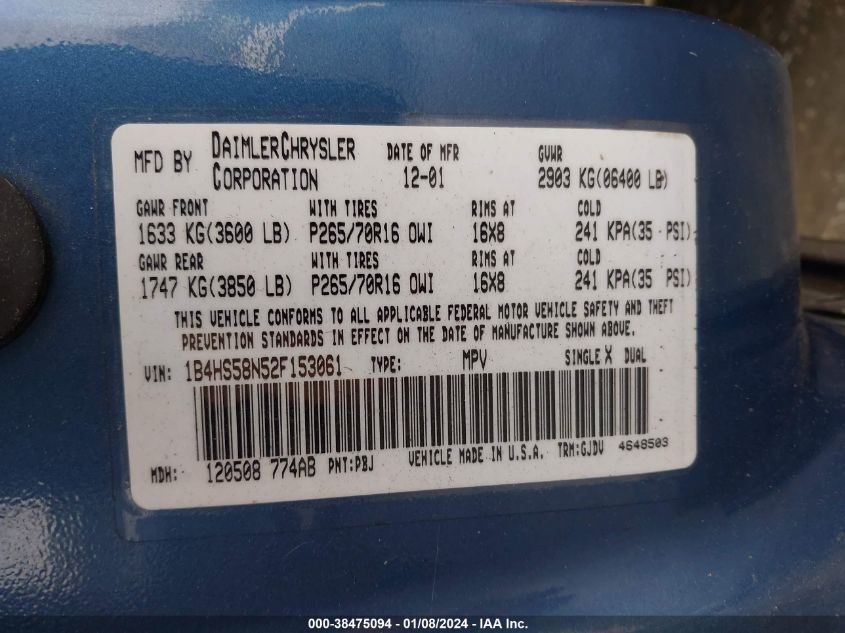 MFD BY DAIMLERCHRYSLER CORPORATION DATE OF MFR 12-01 GVWR 2903 KG(06400 LB)
GAWR FRONT WITH TIRES RIMS AT COLD
1633 KG(3600 LB) P265/70R16 OWI 16X8 241 KPA(35 PSI)
GAWR REAR WITH TIRES RIMS AT COLD
1747 KG(3850 LB) P265/70R16 OWI 16X8 241 KPA(35 PSI)
THIS VEHICLE CONFORMS TO ALL APPLICABLE FEDERAL MOTOR VEHICLE SAFETY AND THEFT
PREVENTION STANDARDS IN EFFECT ON THE DATE OF MANUFACTURE SHOWN ABOVE.
VIN: 1B4HS58N52F153061 TYPE: MPV SINGLE X DUAL
MDH: 120508 774AB PNT:PBJ VEHICLE MADE IN U.S.A. TRM:GJDV 4648503
000-38475094 - 01/08/2024 - IAA Inc.